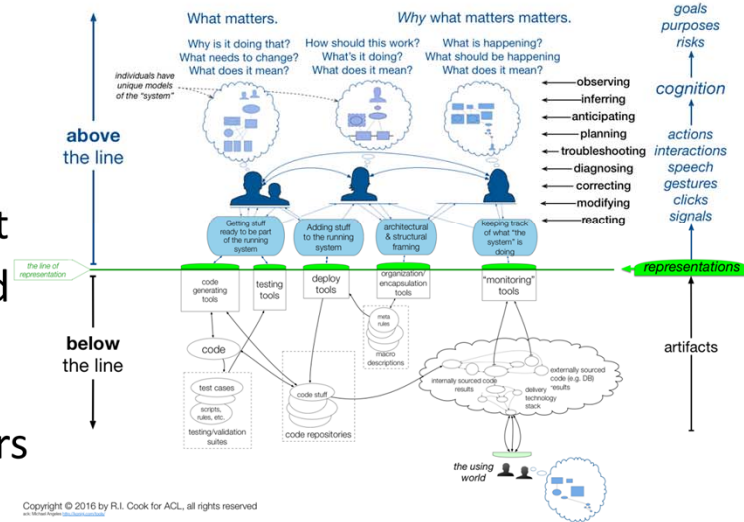 What matters.
Why what matters matters.
goals
purposes
risks
Why is it doing that?
What needs to change?
What does it mean?
How should this work?
What's it doing?
What does it mean?
What is happening?
What should be happening
What does it mean?
individuals have
unique models
of the "system"
cognition
observing
inferring
anticipating
planning
troubleshooting
diagnosing
correcting
modifying
reacting
actions
interactions
speech
gestures
clicks
signals
above
the line
t
d
rs
Getting stuff
ready to be part
of the running
system
Adding stuff
to the running
system
architectural
& structural
framing
keeping track
of what "the
system" is
doing
the line of
representation
representations
code
generating
tools
testing
tools
deploy
tools
organization/
encapsulation
tools
"monitoring"
tools
below
the line
artifacts
meta
rules
macro
descriptions
code
test cases
scripts,
rules, etc.
testing/validation
suites
code stuff
code repositories
internally sourced code
results
externally sourced
code (e.g. DB)
results
delivery
technology
stack
the using
world
Copyright © 2016 by R.I. Cook for ACL, all rights reserved